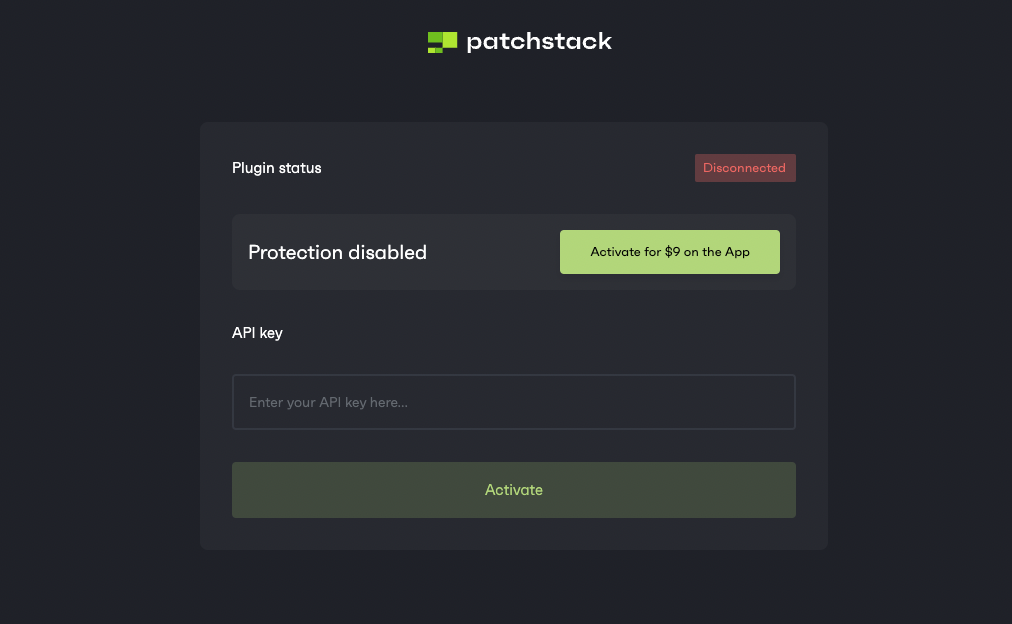 patchstack
Plugin status
Disconnected
Protection disabled
Activate for $9 on the App
API key
Enter your API key here...
Activate